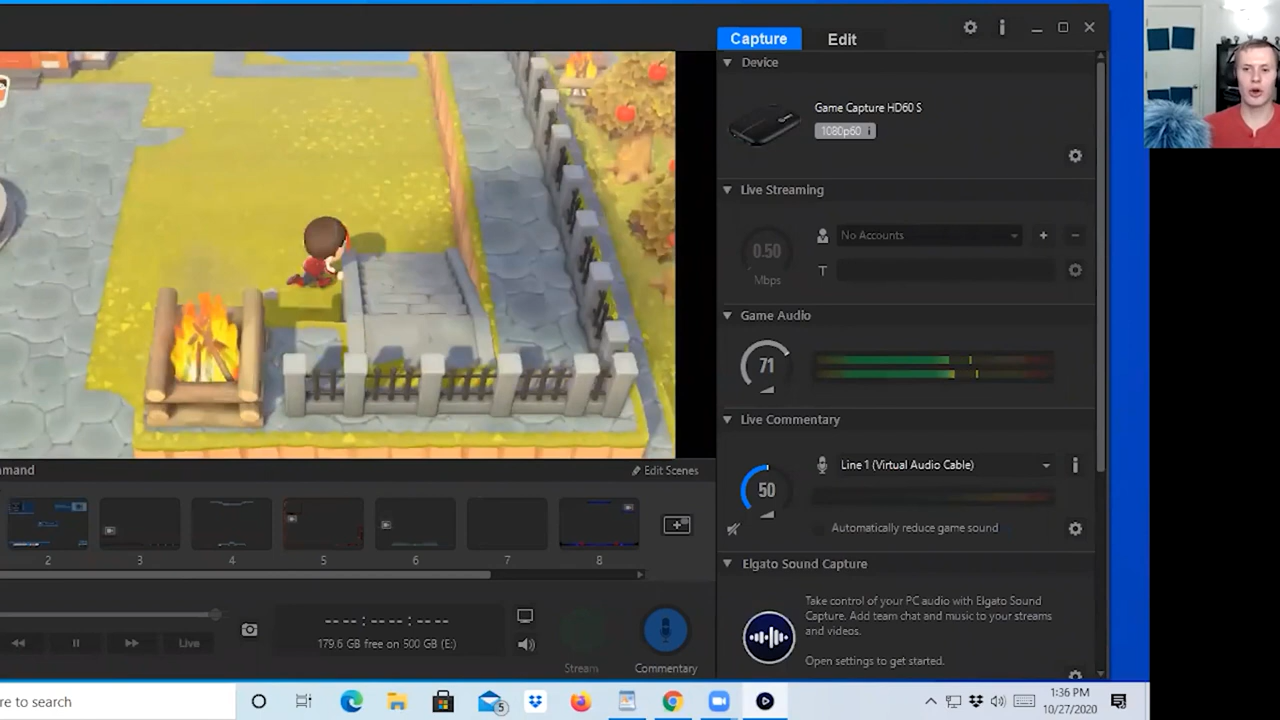 Capture
Edit
Device
Game Capture HD60 S
1080p60 i
Live Streaming
0.50
Mbps
No Accounts
T
Game Audio
71
Live Commentary
Line 1 (Virtual Audio Cable)
50
Automatically reduce game sound
Elgato Sound Capture
Take control of your PC audio with Elgato Sound
Capture. Add team chat and music to your streams
and videos.
Open settings to get started.
mmand
Edit Scenes
2
3
4
5
6
7
8
---- : ---- : ----
179.6 GB free on 500 GB (E:)
Live
Stream
Commentary
re to search
5
1:36 PM
10/27/2020